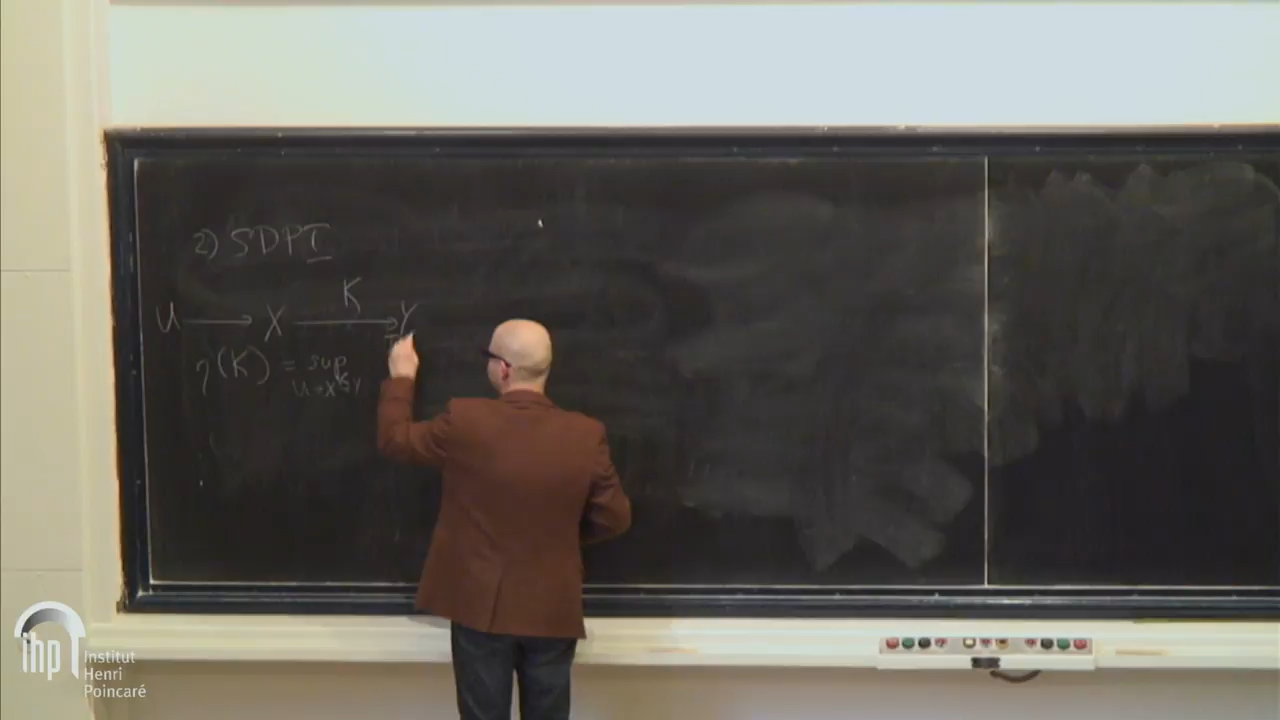 2) SDPI
K
U → X → Y
η(K) = sup
U→X→Y
ihp Institut
Henri
Poincaré